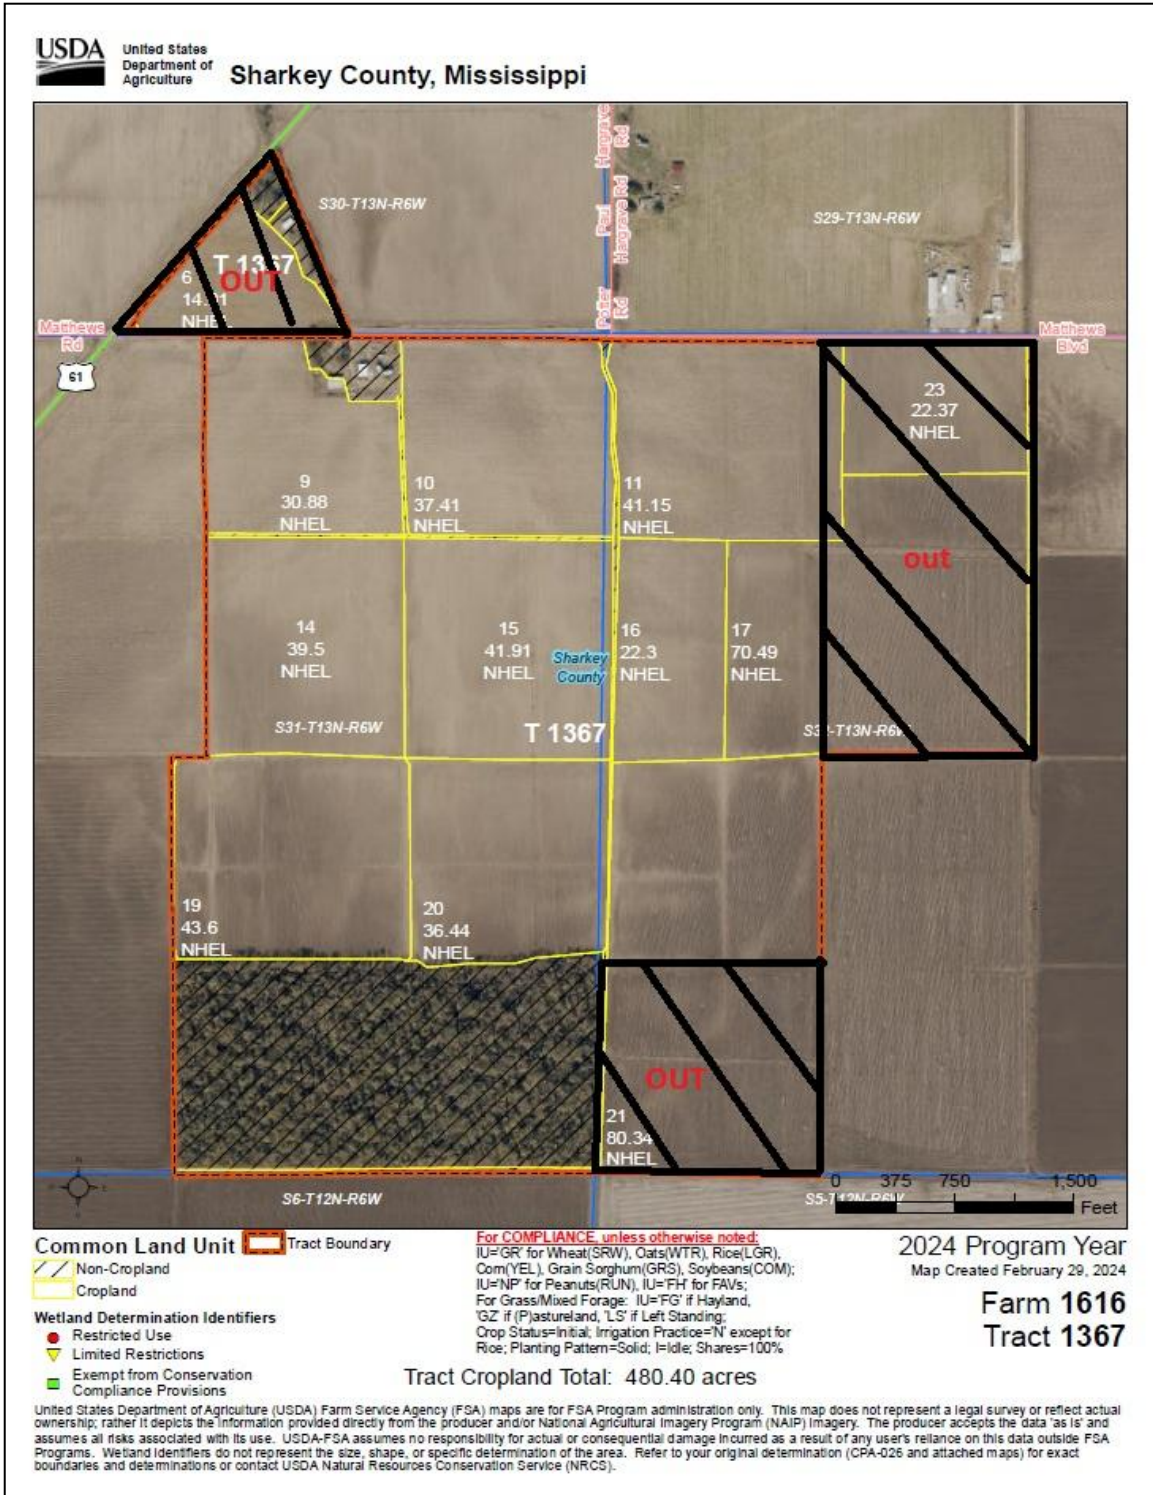 USDA
United States
Department of
Agriculture
Sharkey County, Mississippi
Paul Hargrave Rd
Potter Hargrave Rd
Rd
S30-T13N-R6W
S29-T13N-R6W
T 1367
OUT
6
14.91
NHEL
Matthews
Rd
Matthews
Blvd
61
23
22.37
NHEL
9
30.88
NHEL
10
37.41
NHEL
11
41.15
NHEL
out
14
39.5
NHEL
15
41.91
NHEL
16
22.3
NHEL
17
70.49
NHEL
Sharkey
County
S31-T13N-R6W
T 1367
S32-T13N-R6W
19
43.6
NHEL
20
36.44
NHEL
OUT
21
80.34
NHEL
S6-T12N-R6W
S5-T12N-R6W
0 375 750 1,500
Feet
N
Common Land Unit
Tract Boundary
Non-Cropland
Cropland
Wetland Determination Identifiers
Restricted Use
Limited Restrictions
Exempt from Conservation
Compliance Provisions
For COMPLIANCE, unless otherwise noted:
IU='GR' for Wheat(SRW), Oats(WTR), Rice(LGR),
Corn(YEL), Grain Sorghum(GRS), Soybeans(COM);
IU='NP' for Peanuts(RUN), IU='FH' for FAVs;
For Grass/Mixed Forage: IU='FG' if Hayland,
'GZ' if (P)astureland, 'LS' if Left Standing;
Crop Status=Initial; Irrigation Practice='N' except for
Rice; Planting Pattern=Solid; I=Idle; Shares=100%
2024 Program Year
Map Created February 29, 2024
Farm 1616
Tract 1367
Tract Cropland Total: 480.40 acres
United States Department of Agriculture (USDA) Farm Service Agency (FSA) maps are for FSA Program administration only. This map does not represent a legal survey or reflect actual
ownership; rather it depicts the information provided directly from the producer and/or National Agricultural Imagery Program (NAIP) imagery. The producer accepts the data 'as is' and
assumes all risks associated with its use. USDA-FSA assumes no responsibility for actual or consequential damage incurred as a result of any user's reliance on this data outside FSA
Programs. Wetland identifiers do not represent the size, shape, or specific determination of the area. Refer to your original determination (CPA-026 and attached maps) for exact
boundaries and determinations or contact USDA Natural Resources Conservation Service (NRCS).